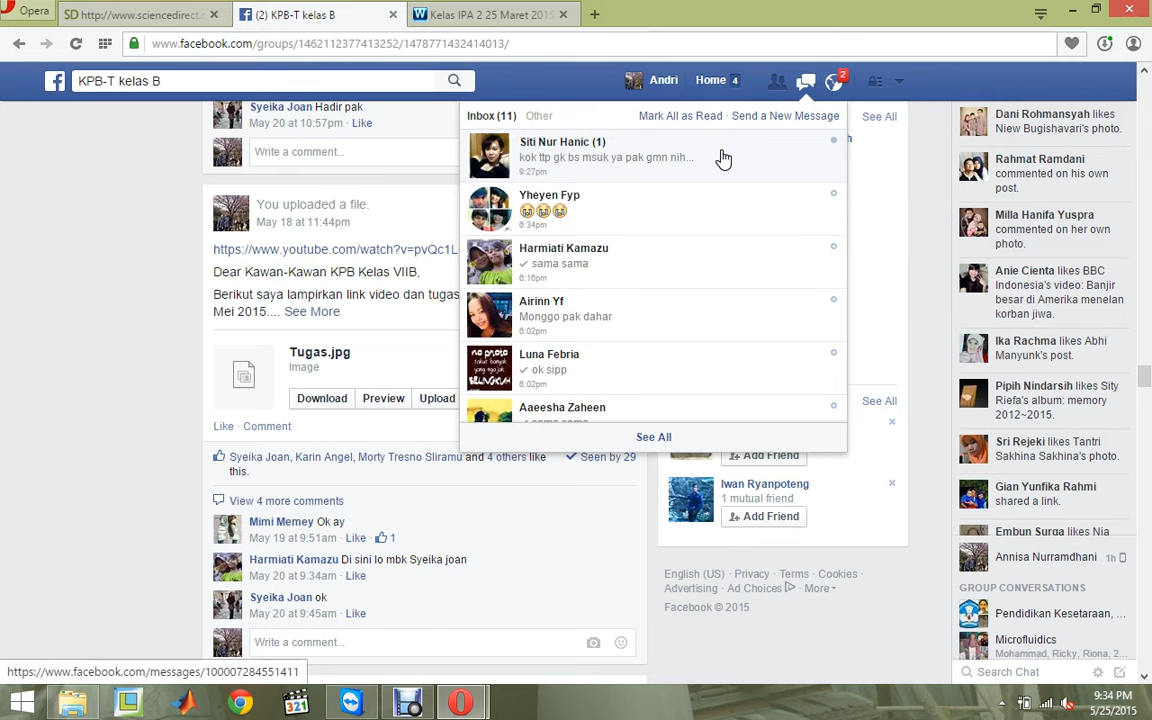 Opera
SD http://www.sciencedirect.c
(2) KPB-T kelas B
Kelas IPA 2 25 Maret 2015
www.facebook.com/groups/1462112377413252/1478771432414013/
KPB-T kelas B
Andri
Home 4
2
Syeika Joan Hadir pak
May 20 at 10:57pm · Like
Write a comment...
You uploaded a file.
May 18 at 11:44pm
https://www.youtube.com/watch?v=pvQc1L
Dear Kawan-Kawan KPB Kelas VIIB,
Berikut saya lampirkan link video dan tugas
Mei 2015.... See More
Tugas.jpg
Image
Download
Preview
Upload
Like · Comment
Syeika Joan, Karin Angel, Morty Tresno Sliramu and 4 others like this.
Seen by 29
View 4 more comments
Mimi Memey Ok ay
May 19 at 9:51am · Like · 1
Harmiati Kamazu Di sini lo mbk Syeika joan
May 20 at 9:34am · Like
Syeika Joan ok
May 20 at 9:45am · Like
Write a comment...
Inbox (11) Other
Mark All as Read · Send a New Message
Siti Nur Hanic (1)
kok ttp gk bs msuk ya pak gmn nih...
9:27pm
Yheyen Fyp
😭😭😭
6:34pm
Harmiati Kamazu
✓ sama sama
6:16pm
Airinn Yf
Monggo pak dahar
6:02pm
Luna Febria
✓ ok sipp
6:02pm
Aaeesha Zaheen
See All
See All
See All
Add Friend
Iwan Ryanpoteng
1 mutual friend
Add Friend
English (US) · Privacy · Terms · Cookies ·
Advertising · Ad Choices · More
Facebook © 2015
Dani Rohmansyah likes
Niew Bugishavari's photo.
Rahmat Ramdani
commented on his own
post.
Milla Hanifa Yuspra
commented on her own
photo.
Anie Cienta likes BBC
Indonesia's video: Banjir
besar di Amerika menelan
korban jiwa.
Ika Rachma likes Abhi
Manyunk's post.
Pipih Nindarsih likes Sity
Riefa's album: memory
2012~2015.
Sri Rejeki likes Tantri
Sakhina Sakhina's photo.
Gian Yunfika Rahmi
shared a link.
Embun Surga likes Nia
Annisa Nurramdhani 1h
GROUP CONVERSATIONS
Pendidikan Kesetaraan, ...
Microfluidics
Mohammad, Ricky, Riona, 2...
Search Chat
https://www.facebook.com/messages/100007284551411
321
9:34 PM
5/25/2015